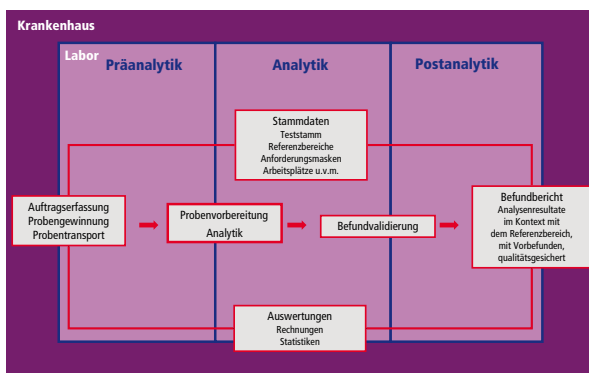 Krankenhaus
Labor
Präanalytik
Analytik
Postanalytik
Stammdaten
Teststamm
Referenzbereiche
Anforderungsmasken
Arbeitsplätze u.v.m.
Auftragserfassung
Probengewinnung
Probentransport
Probenvorbereitung
Analytik
Befundvalidierung
Befundbericht
Analysenresultate
im Kontext mit
dem Referenzbereich,
mit Vorbefunden,
qualitätsgesichert
Auswertungen
Rechnungen
Statistiken